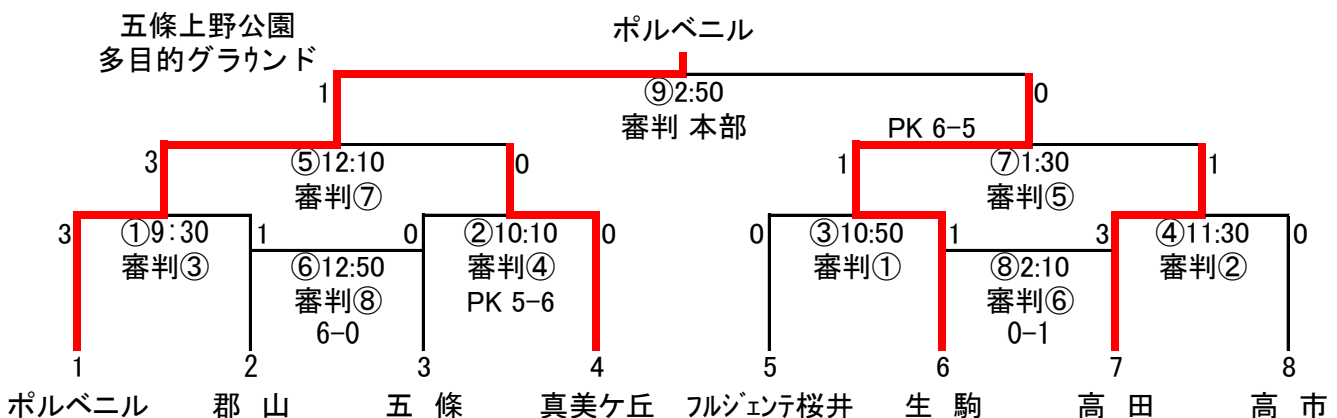 五條上野公園
多目的グラウンド
ポルベニル
1
⑨2:50
0
審判 本部
PK 6-5
3
⑤12:10
0
1
⑦1:30
1
審判⑦
審判⑤
3
①9:30
1
0
②10:10
0
0
③10:50
1
3
④11:30
0
審判③
⑥12:50
審判④
審判①
⑧2:10
審判②
審判⑧
PK 5-6
審判⑥
6-0
0-1
1
2
3
4
5
6
7
8
ポルベニル
郡 山
五 條
真美ケ丘
フルジェンテ桜井
生 駒
高 田
高 市